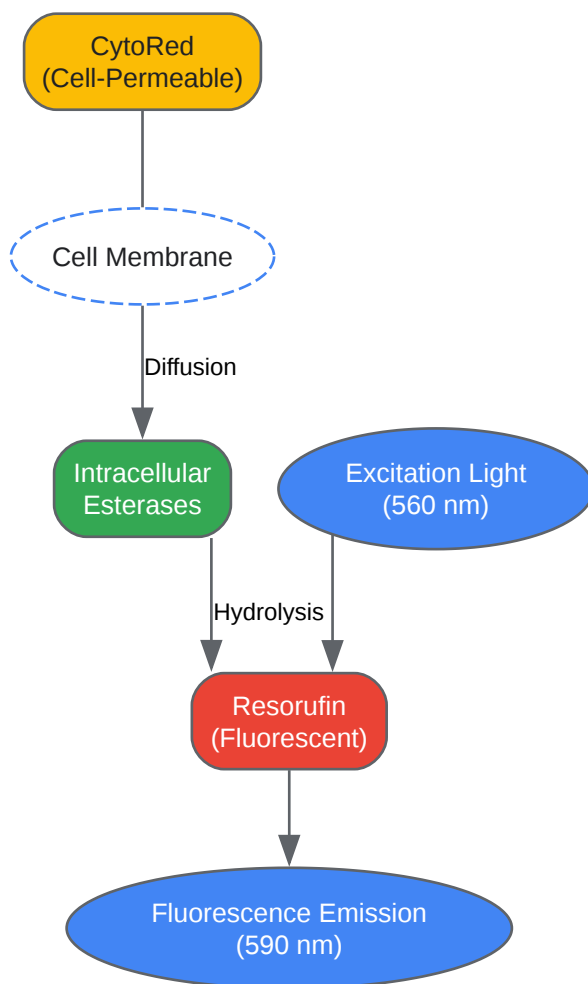 CytoRed
(Cell-Permeable)
Cell Membrane
Diffusion
Intracellular
Esterases
Excitation Light
(560 nm)
Hydrolysis
Resorufin
(Fluorescent)
Fluorescence Emission
(590 nm)